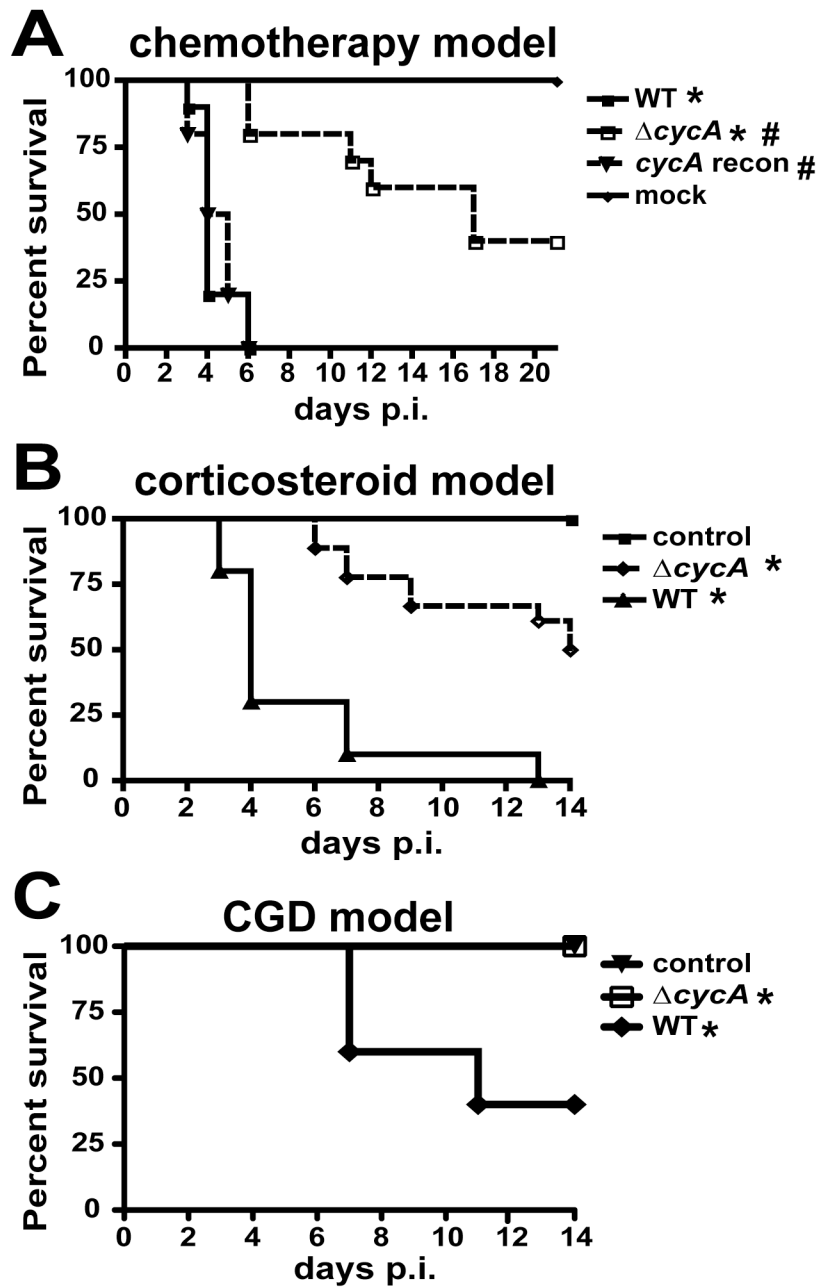 A
chemotherapy model
Percent survival
100
75
50
25
0
0 2 4 6 8 10 12 14 16 18 20
days p.i.
WT *
ΔcycA * #
cycA recon #
mock
B
corticosteroid model
Percent survival
100
75
50
25
0
0 2 4 6 8 10 12 14
days p.i.
control
ΔcycA *
WT *
C
CGD model
Percent survival
100
75
50
25
0
0 2 4 6 8 10 12 14
days p.i.
control
ΔcycA *
WT *